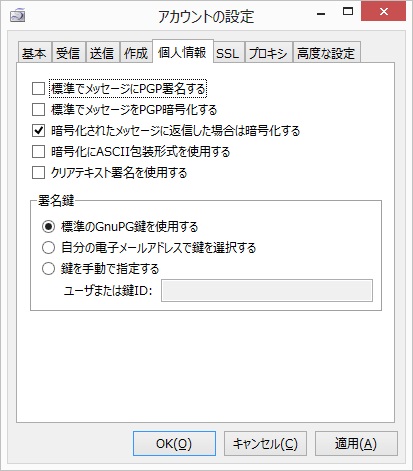 アカウントの設定
基本 受信 送信 作成 個人情報 SSL プロキシ 高度な設定
標準でメッセージにPGP署名する
標準でメッセージをPGP暗号化する
暗号化されたメッセージに返信した場合は暗号化する
暗号化にASCII包装形式を使用する
クリアテキスト署名を使用する
署名鍵
標準のGnuPG鍵を使用する
自分の電子メールアドレスで鍵を選択する
鍵を手動で指定する
ユーザまたは鍵ID:
OK(O) キャンセル(C) 適用(A)